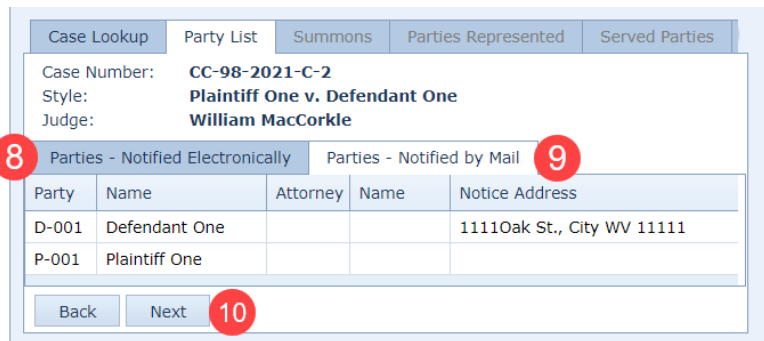 Case Lookup Party List Summons Parties Represented Served Parties
Case Number: CC-98-2021-C-2
Style: Plaintiff One v. Defendant One
Judge: William MacCorkle
8 Parties - Notified Electronically Parties - Notified by Mail 9
Party Name Attorney Name Notice Address
D-001 Defendant One 1111Oak St., City WV 11111
P-001 Plaintiff One
Back Next 10